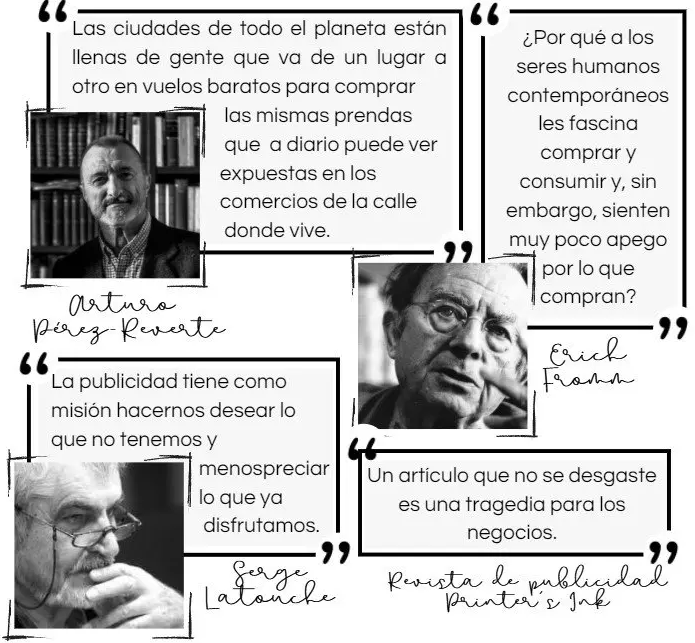 Las ciudades de todo el planeta están
llenas de gente que va de un lugar a
otro en vuelos baratos para comprar
las mismas prendas
que a diario puede ver
expuestas en los
comercios de la calle
donde vive.
Arturo
Pérez-Reverte
¿Por qué a los
seres humanos
contemporáneos
les fascina
comprar y
consumir y, sin
embargo, sienten
muy poco apego
por lo que
compran?
Erich
Fromm
La publicidad tiene como
misión hacernos desear lo
que no tenemos y
menospreciar
lo que ya
disfrutamos.
Serge
Latouche
Un artículo que no se desgaste
es una tragedia para los
negocios.
Revista de publicidad
Printer's Ink